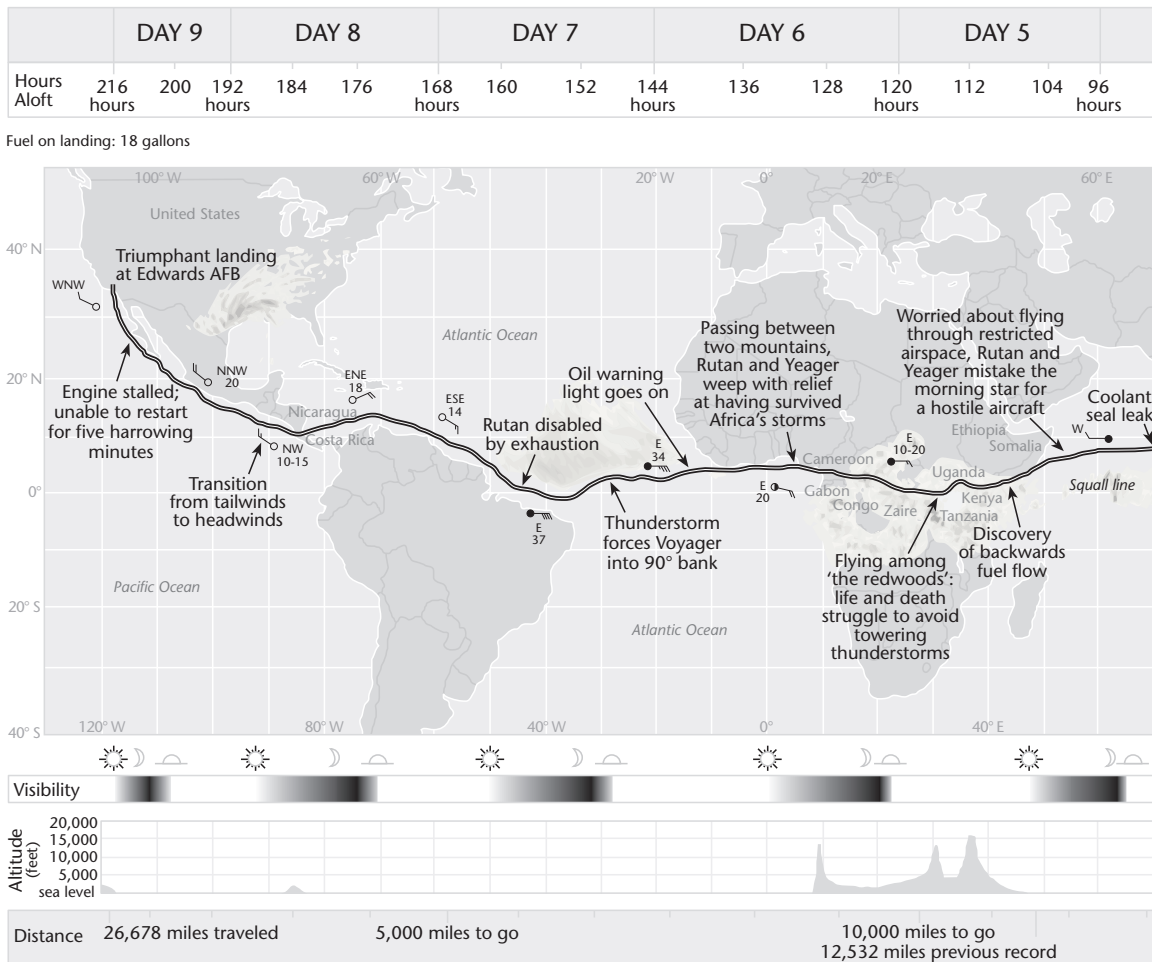 DAY 9 DAY 8 DAY 7 DAY 6 DAY 5
Hours
Aloft
216
hours
200
192
hours
184
176
168
hours
160
152
144
hours
136
128
120
hours
112
104
96
hours
Fuel on landing: 18 gallons
100° W 60° W 20° W 0° 20° E 60° E
United States
40° N
Triumphant landing
at Edwards AFB
WNW
Atlantic Ocean
Passing between
two mountains,
Rutan and Yeager
weep with relief
at having survived
Africa’s storms
Worried about flying
through restricted
airspace, Rutan and
Yeager mistake the
morning star for
a hostile aircraft
20° N
NNW
20
ENE
18
ESE
14
Oil warning
light goes on
Engine stalled;
unable to restart
for five harrowing
minutes
Nicaragua
Costa Rica
NW
10-15
Rutan disabled
by exhaustion
E
34
Coolant
seal leak
W
Ethiopia
Somalia
E
10-20
Cameroon
Uganda
Transition
from tailwinds
to headwinds
0°
E
20
Gabon
Congo
Zaire
Kenya
Tanzania
Squall line
E
37
Thunderstorm
forces Voyager
into 90° bank
Discovery
of backwards
fuel flow
Flying among
‘the redwoods’:
life and death
struggle to avoid
towering
thunderstorms
Pacific Ocean
20° S
Atlantic Ocean
40° S
120° W 80° W 40° W 0° 40° E
Visibility
Altitude
(feet)
20,000
15,000
10,000
5,000
sea level
Distance
26,678 miles traveled
5,000 miles to go
10,000 miles to go
12,532 miles previous record